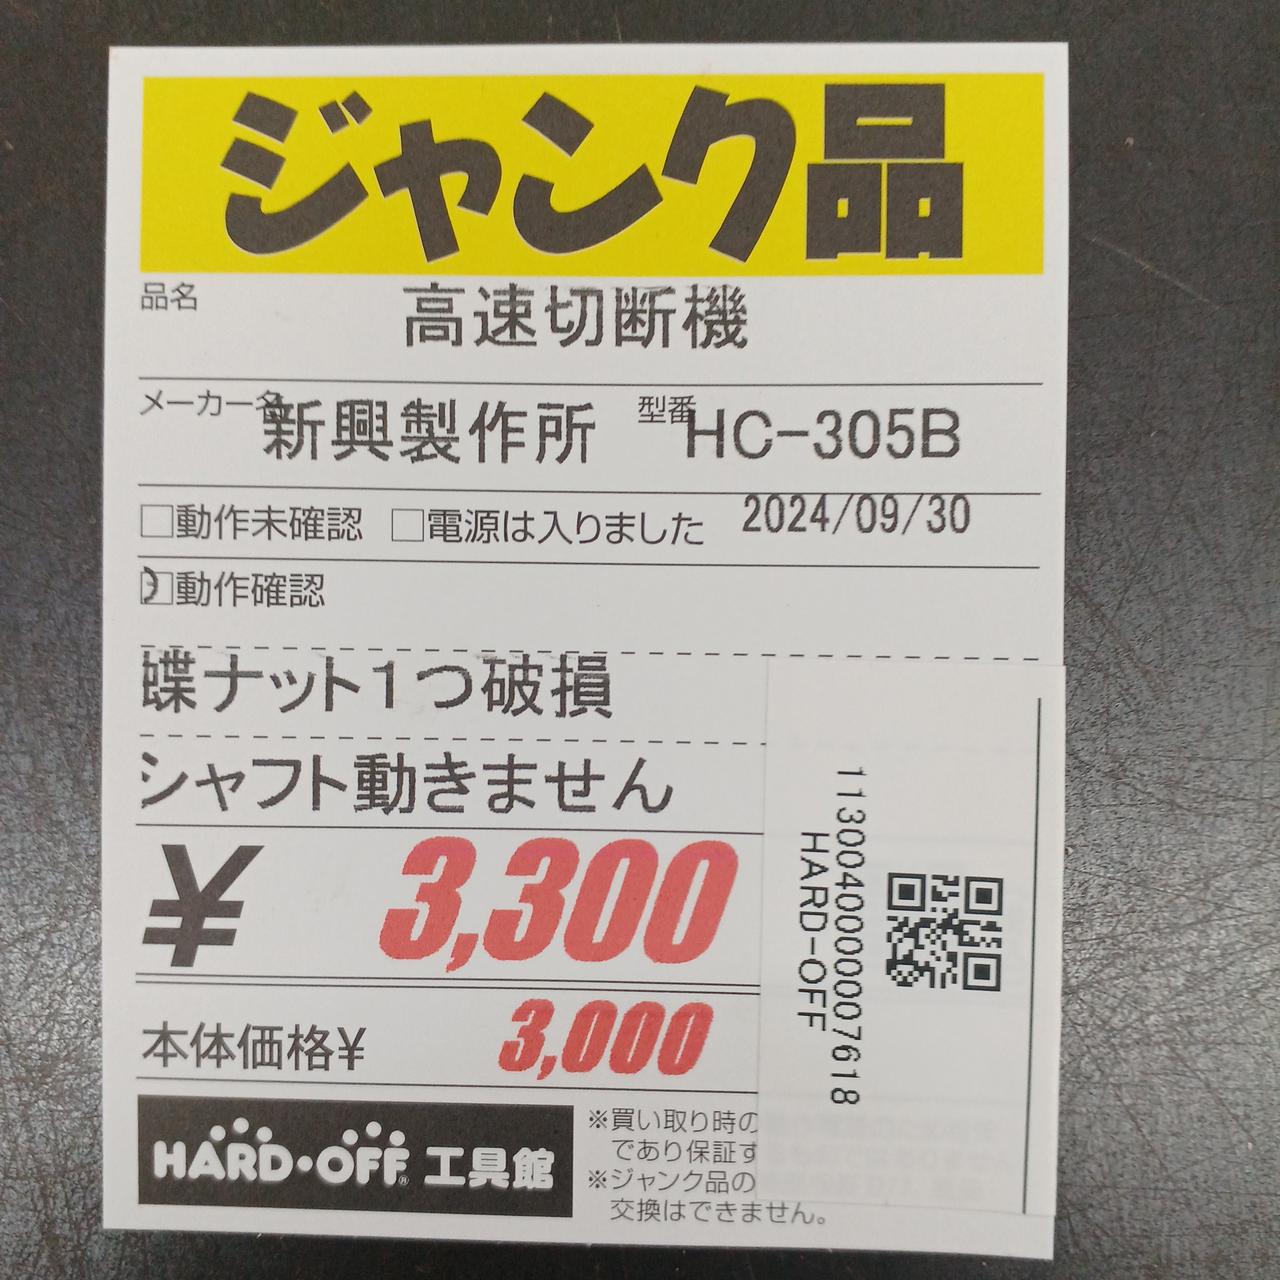 ジャンク品
品名 高速切断機
メーカー名 新興製作所 型番 HC-305B
□動作未確認 □電源は入りました 2024/09/30
□動作確認
蝶ナット1つ破損
シャフト動きません
¥ 3,300
本体価格¥ 3,000
HARD・OFF® 工具館
※買い取り時の
であり保証す
※ジャンク品の
交換はできません。
1130040000007618
HARD-OFF